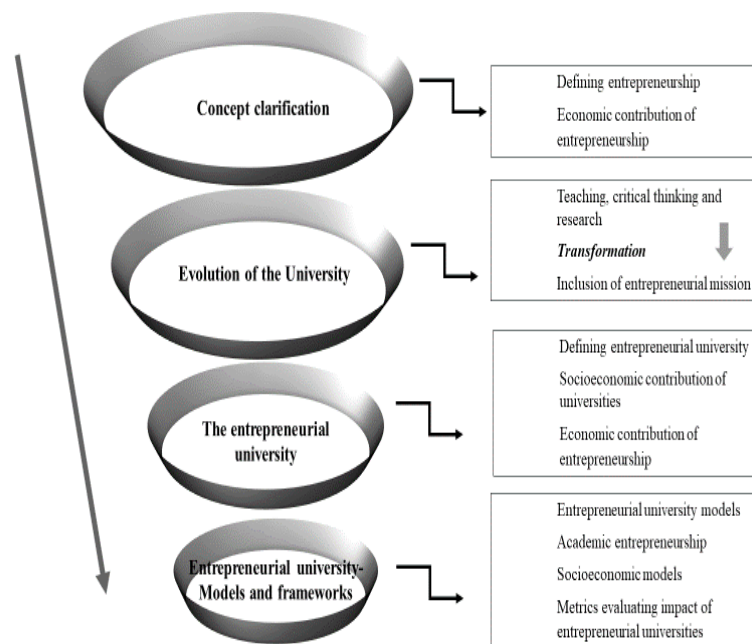 Concept clarification
Defining entrepreneurship
Economic contribution of
entrepreneurship
Evolution of the University
Teaching, critical thinking and
research
Transformation
Inclusion of entrepreneurial mission
The entrepreneurial
university
Defining entrepreneurial university
Socioeconomic contribution of
universities
Economic contribution of
entrepreneurship
Entrepreneurial university-
Models and frameworks
Entrepreneurial university models
Academic entrepreneurship
Socioeconomic models
Metrics evaluating impact of
entrepreneurial universities